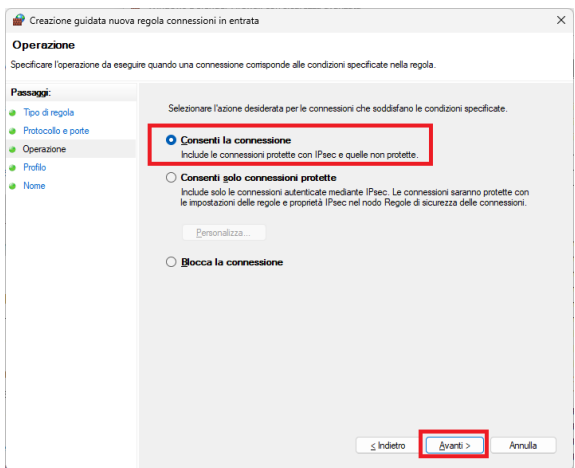 Creazione guidata nuova regola connessioni in entrata
Operazione
Specificare l'operazione da eseguire quando una connessione corrisponde alle condizioni specificate nella regola.
Passaggi:
Tipo di regola
Protocollo e porte
Operazione
Profilo
Nome
Selezionare l'azione desiderata per le connessioni che soddisfano le condizioni specificate.
Consenti la connessione
Include le connessioni protette con IPsec e quelle non protette.
Consenti solo connessioni protette
Include solo le connessioni autenticate mediante IPsec. Le connessioni saranno protette con
le impostazioni delle regole e proprietà IPsec nel nodo Regole di sicurezza delle connessioni.
Personalizza...
Blocca la connessione
< Indietro
Avanti >
Annulla